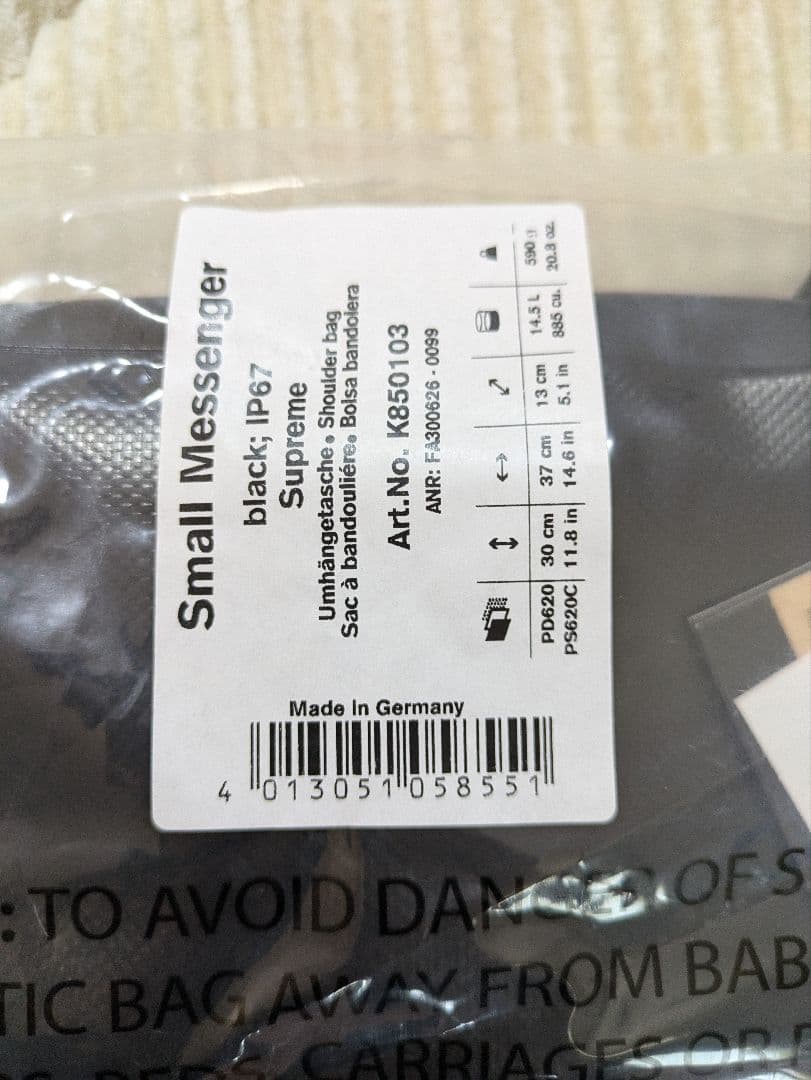 Small Messenger
black; IP67
Supreme
Umhängetasche • Shoulder bag
Sac à bandouliére • Bolsa bandolera
Art.No. K850103
ANR: FA300626 - 0099
PD620 30 cm 37 cm 13 cm 14.5 L 590 g
PS620C 11.8 in 14.6 in 5.1 in 885 cu. 20.8 oz.
Made in Germany
4 013051 058551
: TO AVOID DANGER OF S
TIC BAG AWAY FROM BAB
CARRIAGES OR